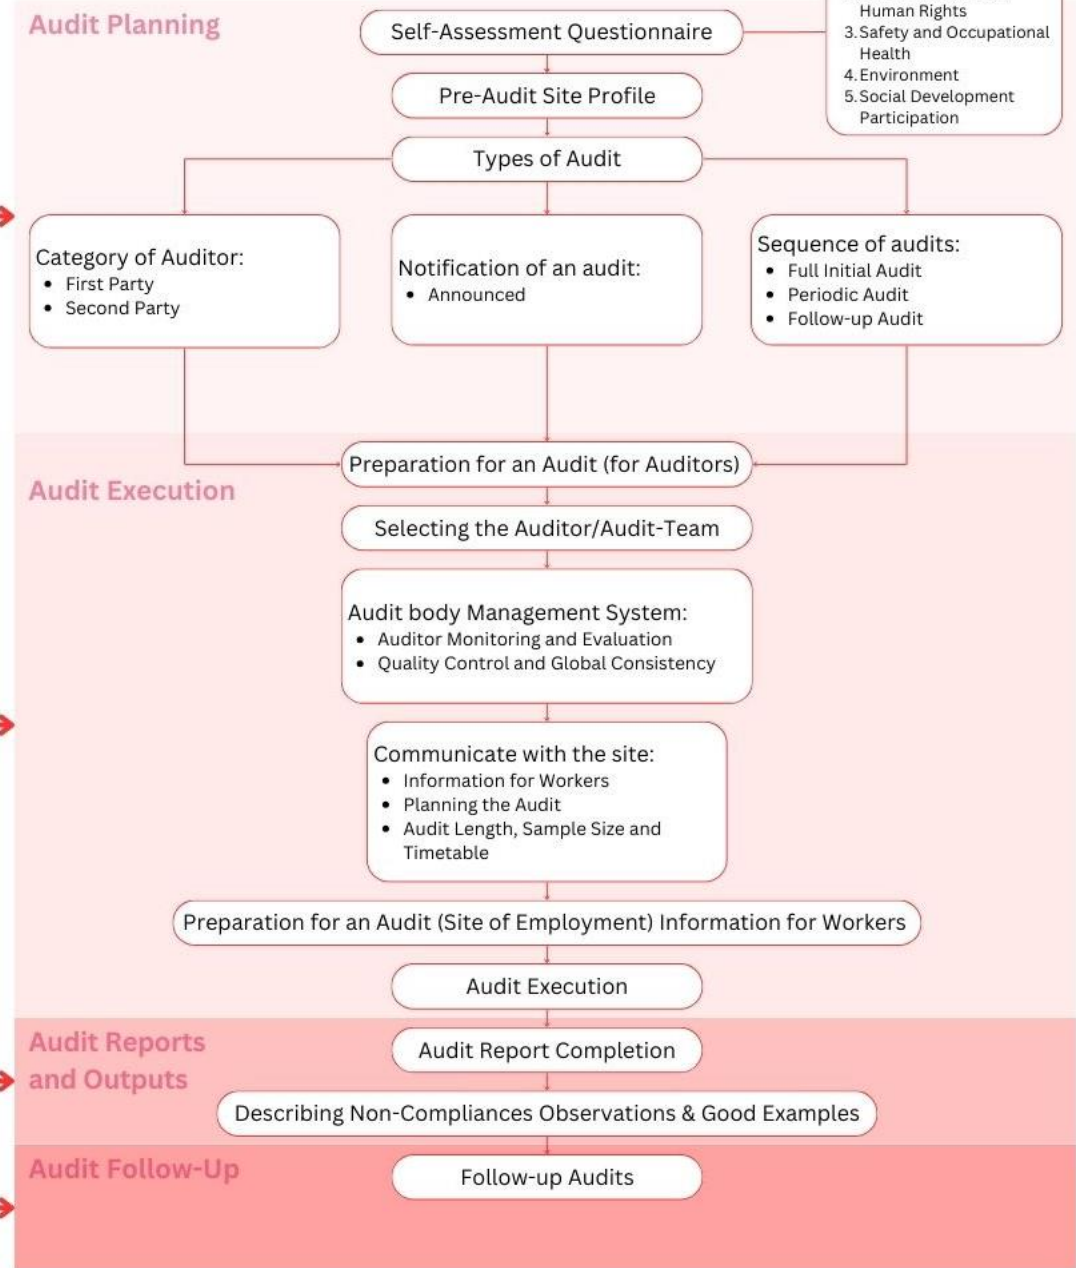 Audit Planning
Self-Assessment Questionnaire
Human Rights
3. Safety and Occupational
Health
4. Environment
5. Social Development
Participation
Pre-Audit Site Profile
Types of Audit
Category of Auditor:
• First Party
• Second Party
Notification of an audit:
• Announced
Sequence of audits:
• Full Initial Audit
• Periodic Audit
• Follow-up Audit
Audit Execution
Preparation for an Audit (for Auditors)
Selecting the Auditor/Audit-Team
Audit body Management System:
• Auditor Monitoring and Evaluation
• Quality Control and Global Consistency
Communicate with the site:
• Information for Workers
• Planning the Audit
• Audit Length, Sample Size and
Timetable
Preparation for an Audit (Site of Employment) Information for Workers
Audit Execution
Audit Reports
and Outputs
Audit Report Completion
Describing Non-Compliances Observations & Good Examples
Audit Follow-Up
Follow-up Audits